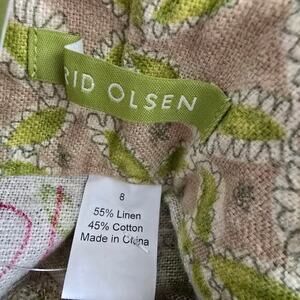 RID OLSEN
8
55% Linen
45% Cotton
Made in China